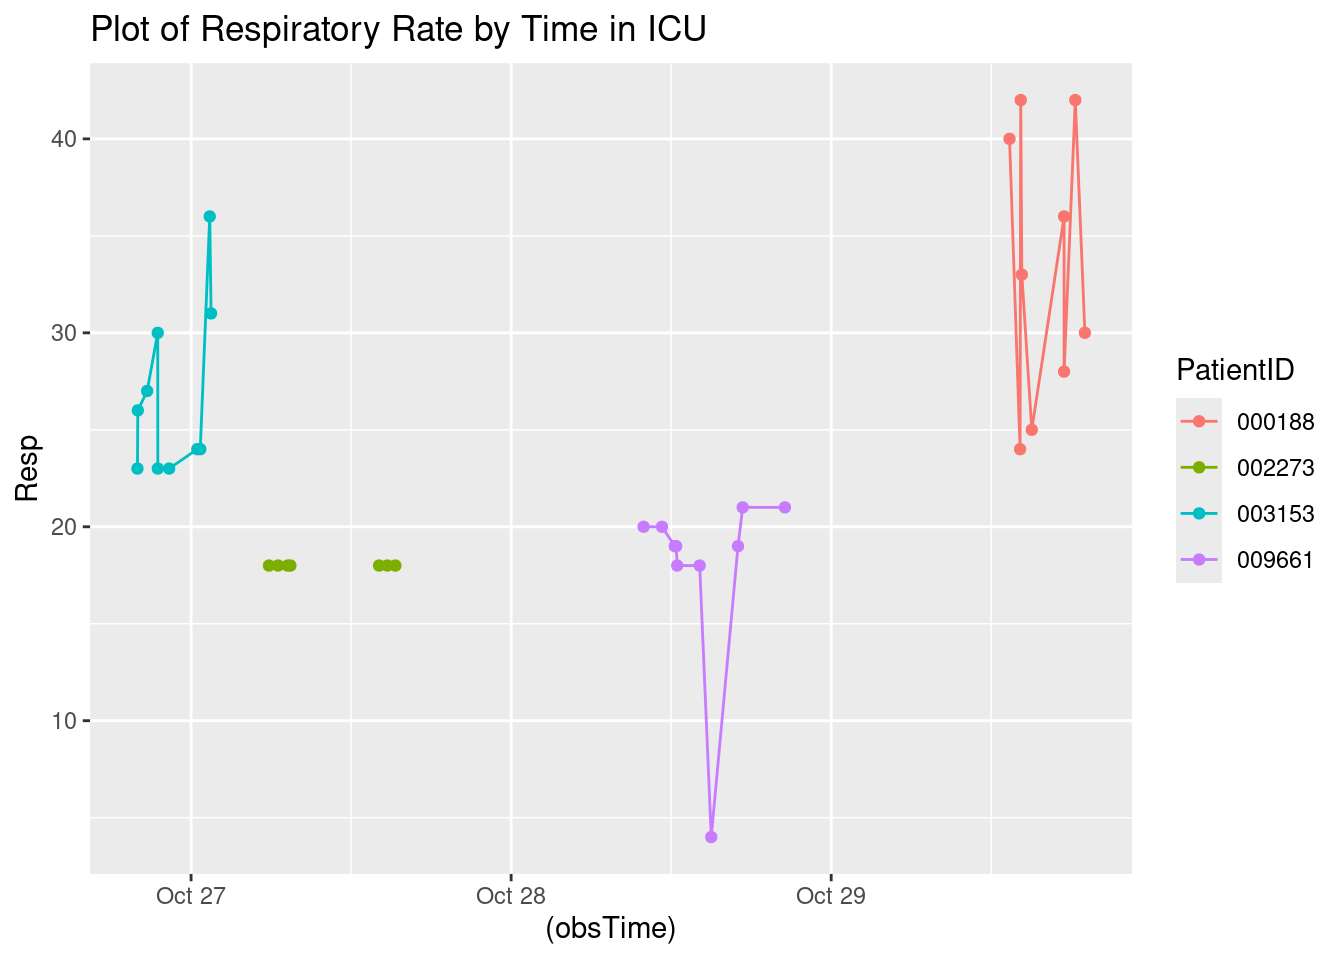 Plot of Respiratory Rate by Time in ICU
40
30
20
10
Resp
Oct 27
Oct 28
Oct 29
(obsTime)
PatientID
000188
002273
003153
009661